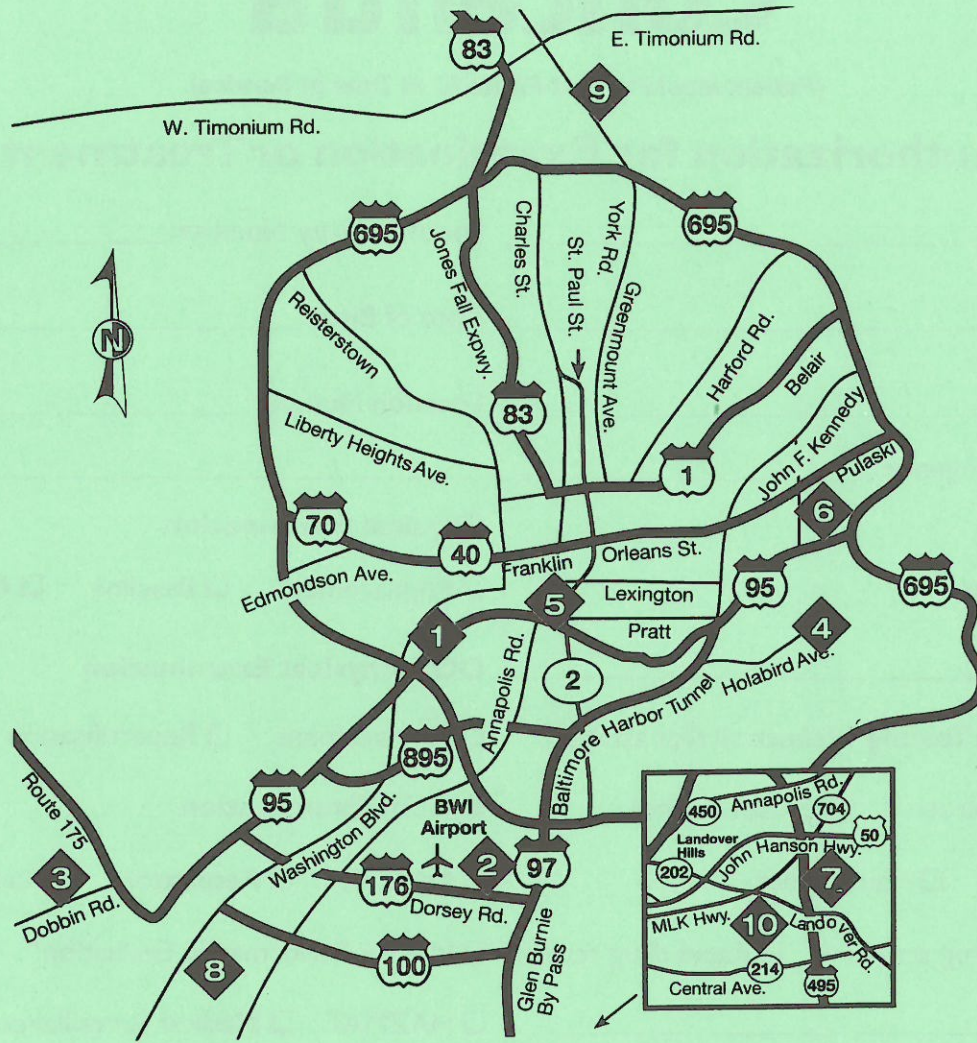 83
E. Timonium Rd.
9
W. Timonium Rd.
695
695
Charles St.
York Rd.
Jones Fall Expwy.
St. Paul St.
Greenmount Ave.
Reisterstown
N
Harford Rd.
Belair
83
Liberty Heights Ave.
John F. Kennedy
1
Pulaski
70
6
40
Franklin
Orleans St.
Edmondson Ave.
95
695
5
Lexington
1
Pratt
4
Annapolis Rd.
2
Holabird Ave.
Baltimore Harbor Tunnel
895
Route 175
95
Washington Blvd.
BWI
Airport
2
97
3
176
Dorsey Rd.
Dobbin Rd.
8
100
Glen Burnie
By Pass
450
Annapolis Rd.
704
50
Landover
Hills
John Hanson Hwy.
202
7
MLK Hwy.
10
Landover Rd.
214
Central Ave.
495